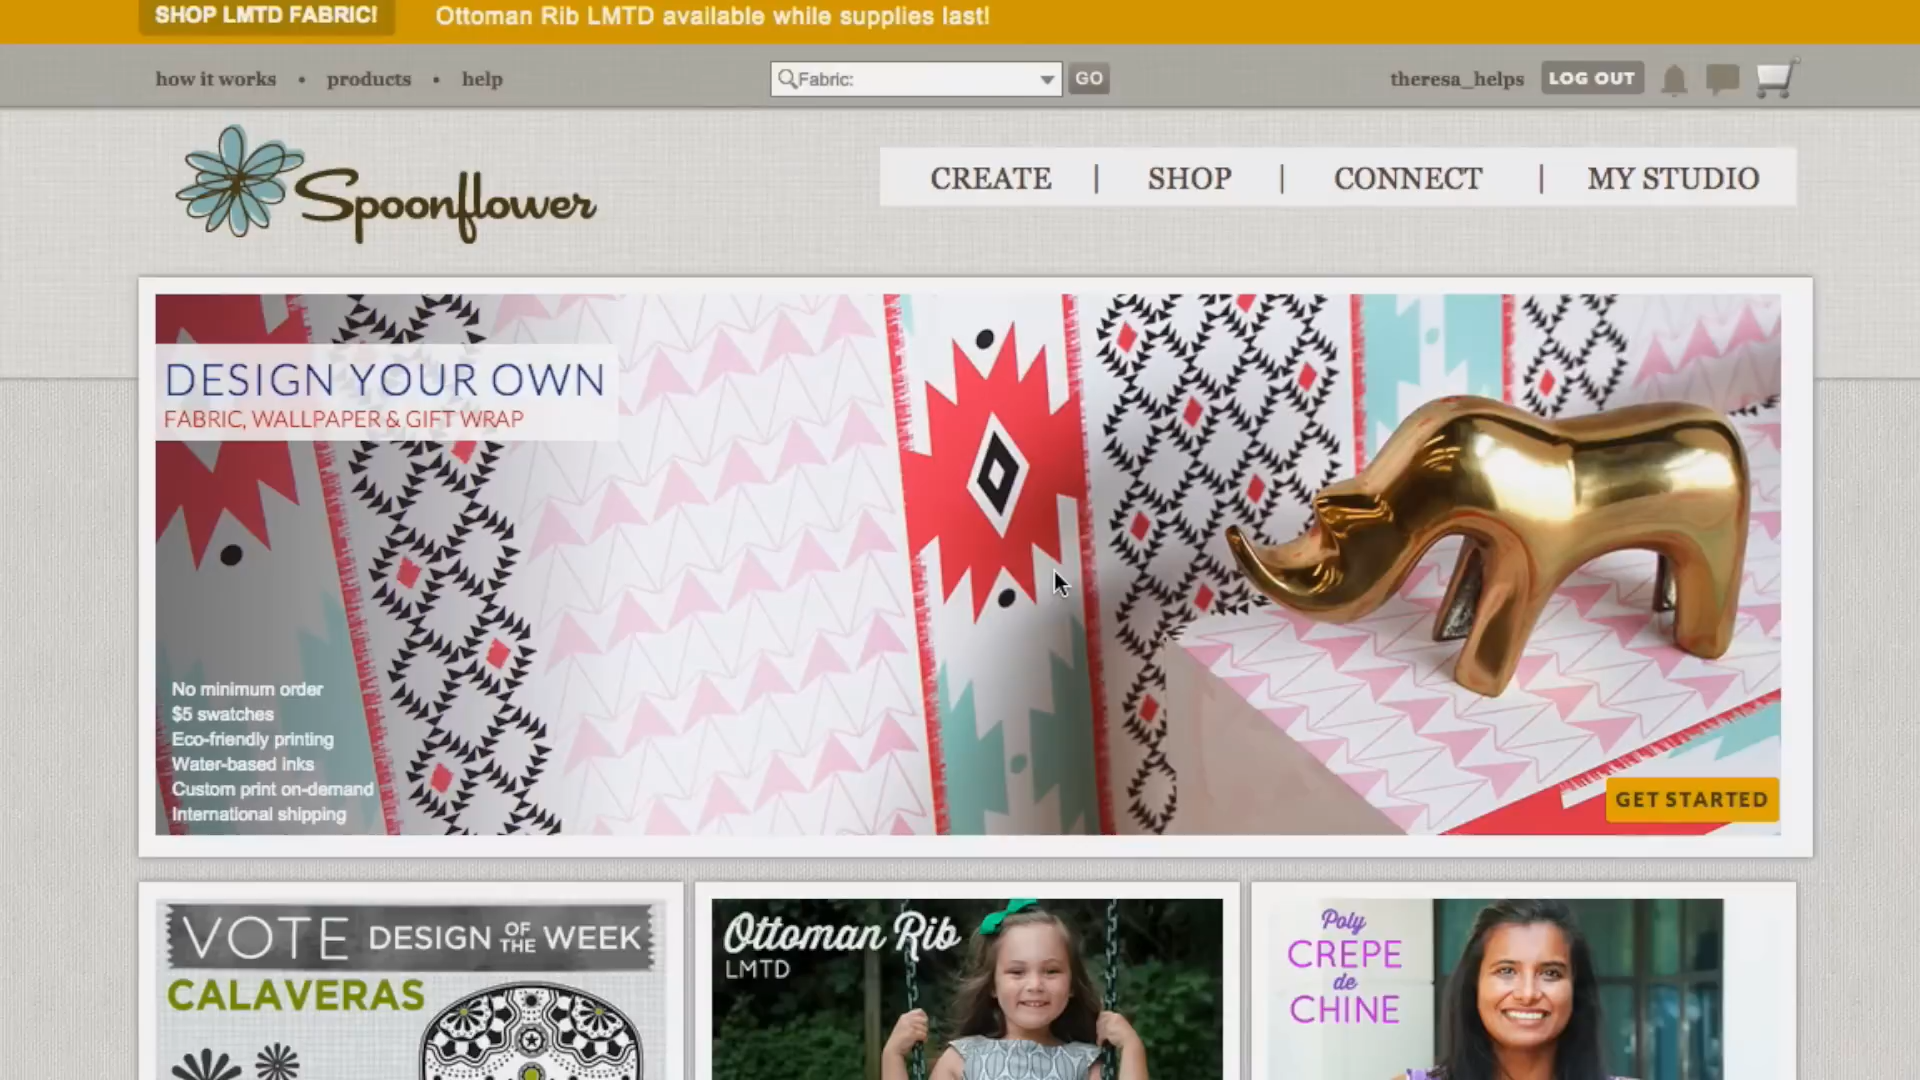 SHOP LMTD FABRIC!
Ottoman Rib LMTD available while supplies last!
how it works • products • help
Fabric:
GO
theresa_helps
LOG OUT
Spoonflower
CREATE | SHOP | CONNECT | MY STUDIO
DESIGN YOUR OWN
FABRIC, WALLPAPER & GIFT WRAP
No minimum order
$5 swatches
Eco-friendly printing
Water-based inks
Custom print on-demand
International shipping
GET STARTED
VOTE DESIGN OF THE WEEK
CALAVERAS
Ottoman Rib
LMTD
Poly
CREPE
de
CHINE